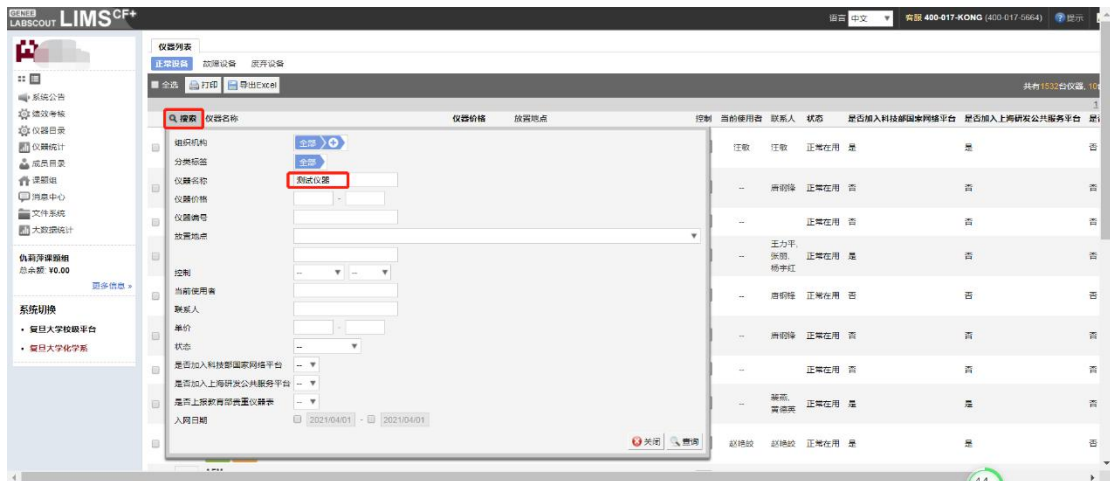 GENEE
LABSCOUT LIMS CF+
语言 中文 客服 400-017-KONG (400-017-5664) 提示
仪器列表
正常设备 故障设备 废弃设备
全选 打印 导出Excel
共有1532台仪器, 10
1
搜索 仪器名称 仪器价格 放置地点 控制 当前使用者 联系人 状态 是否加入科技部国家网络平台 是否加入上海研发公共服务平台
系统公告
绩效考核
仪器目录
仪器统计
成员目录
课题组
消息中心
文件系统
大数据统计
仇莉萍课题组
总余额 ¥0.00
更多信息 »
系统切换
• 复旦大学校级平台
• 复旦大学化学系
组织机构 全部
分类标签 全部
仪器名称 测试仪器
仪器价格 -
仪器编号
放置地点
控制 -- --
当前使用者
联系人
单价 -
状态 --
是否加入科技部国家网络平台 --
是否加入上海研发公共服务平台 --
是否上报教育部贵重仪器表 --
入网日期 2021/04/01 - 2021/04/01
关闭 查询
汪敏 汪敏 正常在用 是 是 否
-- 唐钢锋 正常在用 否 否 否
-- 正常在用 否 否 否
-- 王力平, 张丽, 杨宇红 正常在用 是 否 否
-- 唐钢锋 正常在用 否 否 否
-- 唐钢锋 正常在用 否 否 否
-- 正常在用 否 否 否
-- 黄德英 正常在用 是 是 否
赵艳姣 赵艳姣 正常在用 是 是 否